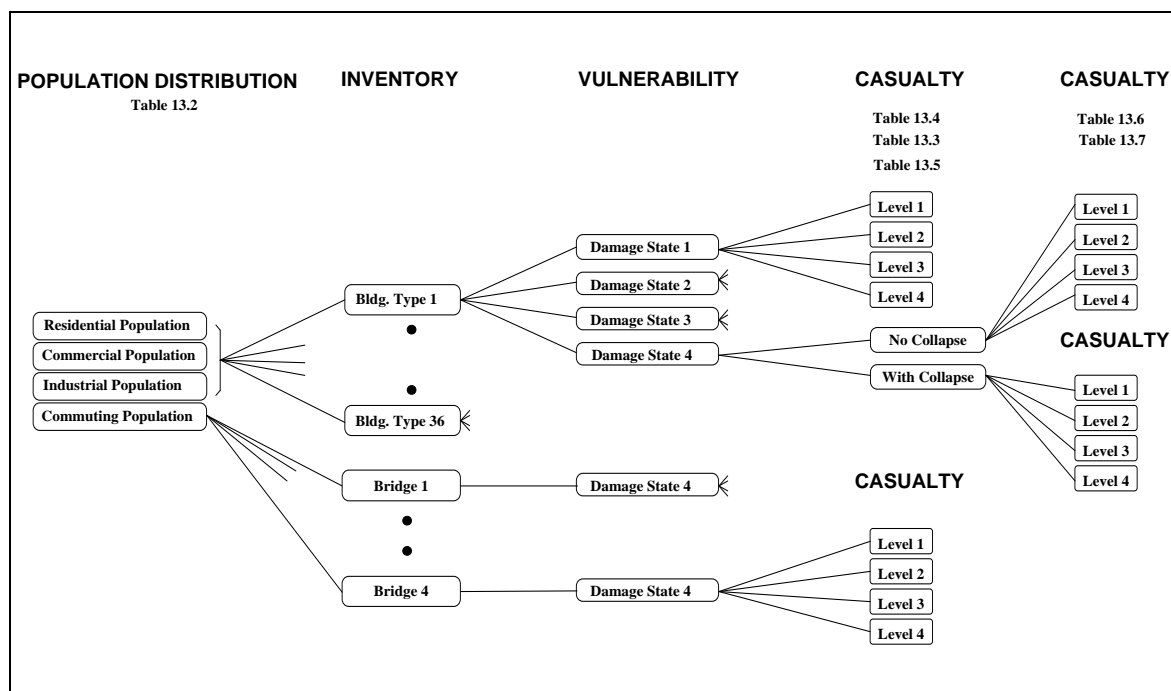 POPULATION DISTRIBUTION
Table 13.2
INVENTORY
VULNERABILITY
CASUALTY
Table 13.4
Table 13.3
Table 13.5
CASUALTY
Table 13.6
Table 13.7
Residential Population
Commercial Population
Industrial Population
Commuting Population
Bldg. Type 1
Bldg. Type 36
Bridge 1
Bridge 4
Damage State 1
Damage State 2
Damage State 3
Damage State 4
Damage State 4
Damage State 4
Level 1
Level 2
Level 3
Level 4
No Collapse
With Collapse
CASUALTY
Level 1
Level 2
Level 3
Level 4
Level 1
Level 2
Level 3
Level 4
CASUALTY
Level 1
Level 2
Level 3
Level 4